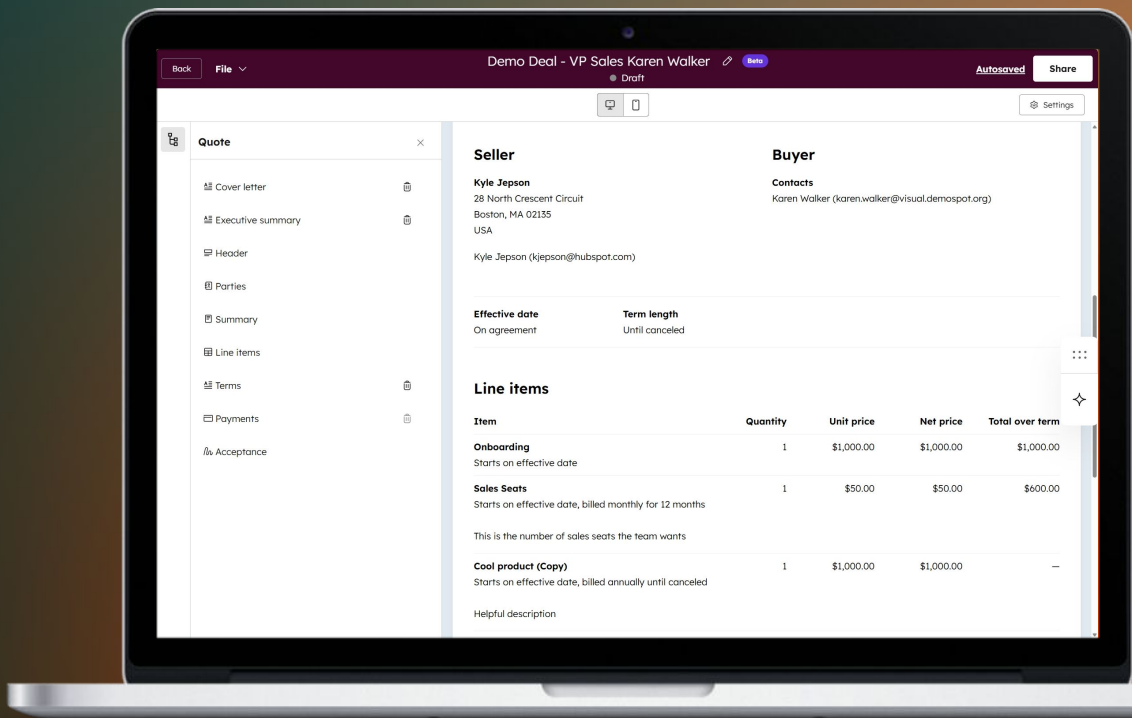 Back
File
Demo Deal - VP Sales Karen Walker
Beta
Draft
Autosaved
Share
Settings
Quote
Cover letter
Executive summary
Header
Parties
Summary
Line items
Terms
Payments
Acceptance
Seller
Kyle Jepson
28 North Crescent Circuit
Boston, MA 02135
USA
Kyle Jepson (kjepson@hubspot.com)
Buyer
Contacts
Karen Walker (karen.walker@visual.demospot.org)
Effective date
On agreement
Term length
Until canceled
Line items
Item Quantity Unit price Net price Total over term
Onboarding 1 $1,000.00 $1,000.00 $1,000.00
Starts on effective date
Sales Seats 1 $50.00 $50.00 $600.00
Starts on effective date, billed monthly for 12 months
This is the number of sales seats the team wants
Cool product (Copy) 1 $1,000.00 $1,000.00 —
Starts on effective date, billed annually until canceled
Helpful description